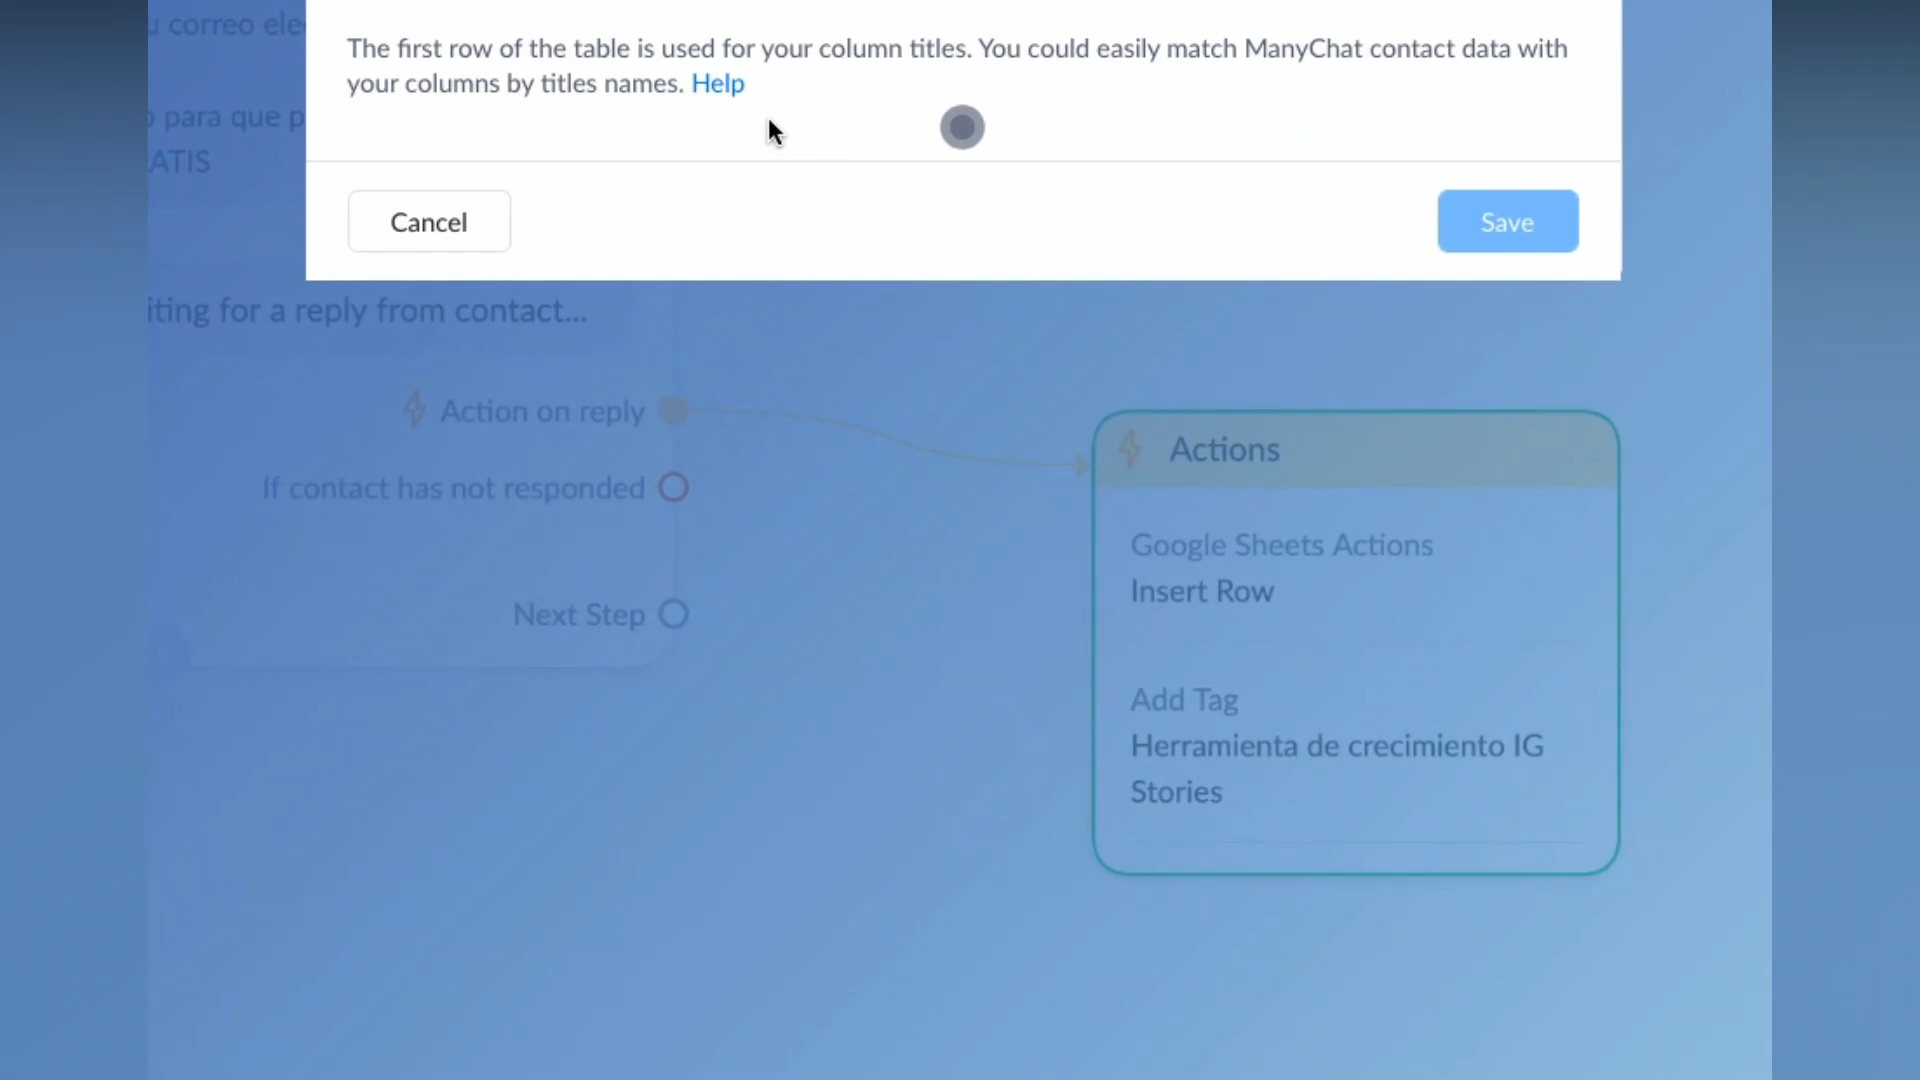 correo ele
The first row of the table is used for your column titles. You could easily match ManyChat contact data with
your columns by titles names. Help
para que p
ATIS
Cancel
Save
iting for a reply from contact...
Action on reply
Actions
If contact has not responded
Google Sheets Actions
Insert Row
Next Step
Add Tag
Herramienta de crecimiento IG
Stories